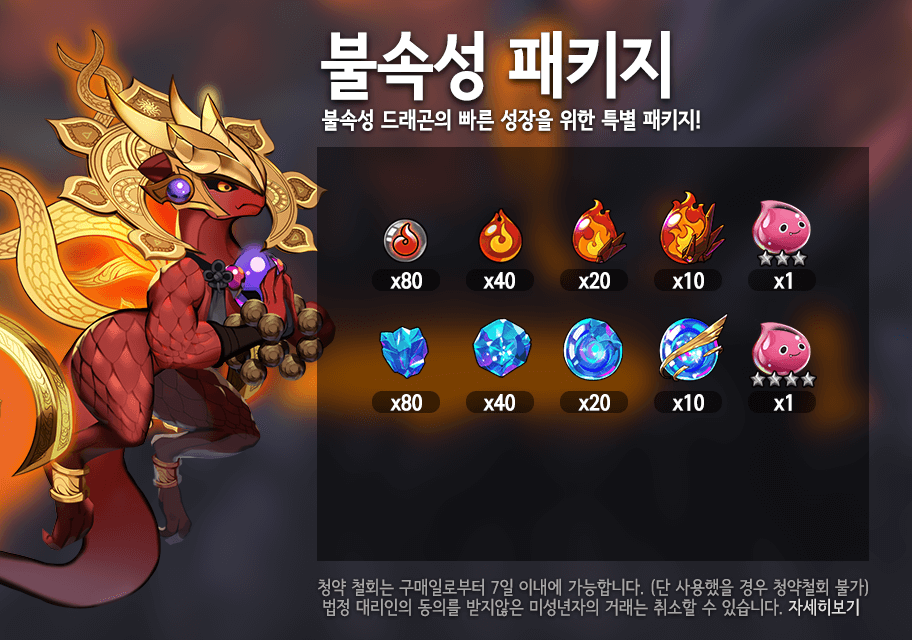 불속성 패키지
불속성 드래곤의 빠른 성장을 위한 특별 패키지!
x80 x40 x20 x10 x1
x80 x40 x20 x10 x1
청약 철회는 구매일로부터 7일 이내에 가능합니다. (단 사용했을 경우 청약철회 불가)
법정 대리인의 동의를 받지않은 미성년자의 거래는 취소할 수 있습니다. 자세히보기